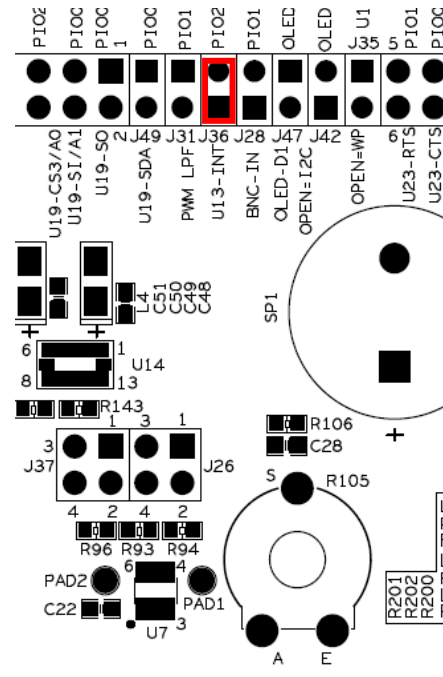 PIO2 PIO0 PIO0 1 PIO0 PIO1 PIO2 PIO1 OLED OLED U1 PIO1 PIO0
J35 5
2 J49 J31 J36 J28 J47 J42 6
U19-CS3/A0
U19-SI/A1
U19-SO
U19-SDA
PWM LPF
U13-INT
BNC-IN
OLED-D1
OPEN=I2C
OPEN=WP
U23-RTS
U23-CTS
L4
C51
C50
C49
C48
SP1
+ + +
6 1
U14
8 13
R143
R106
C28
1 3 1
3
J37 J26
4 2 4 2
R96 R93 R94
S R105
6 4
PAD2 PAD1
C22
U7 3
A E
R201
R202
R200